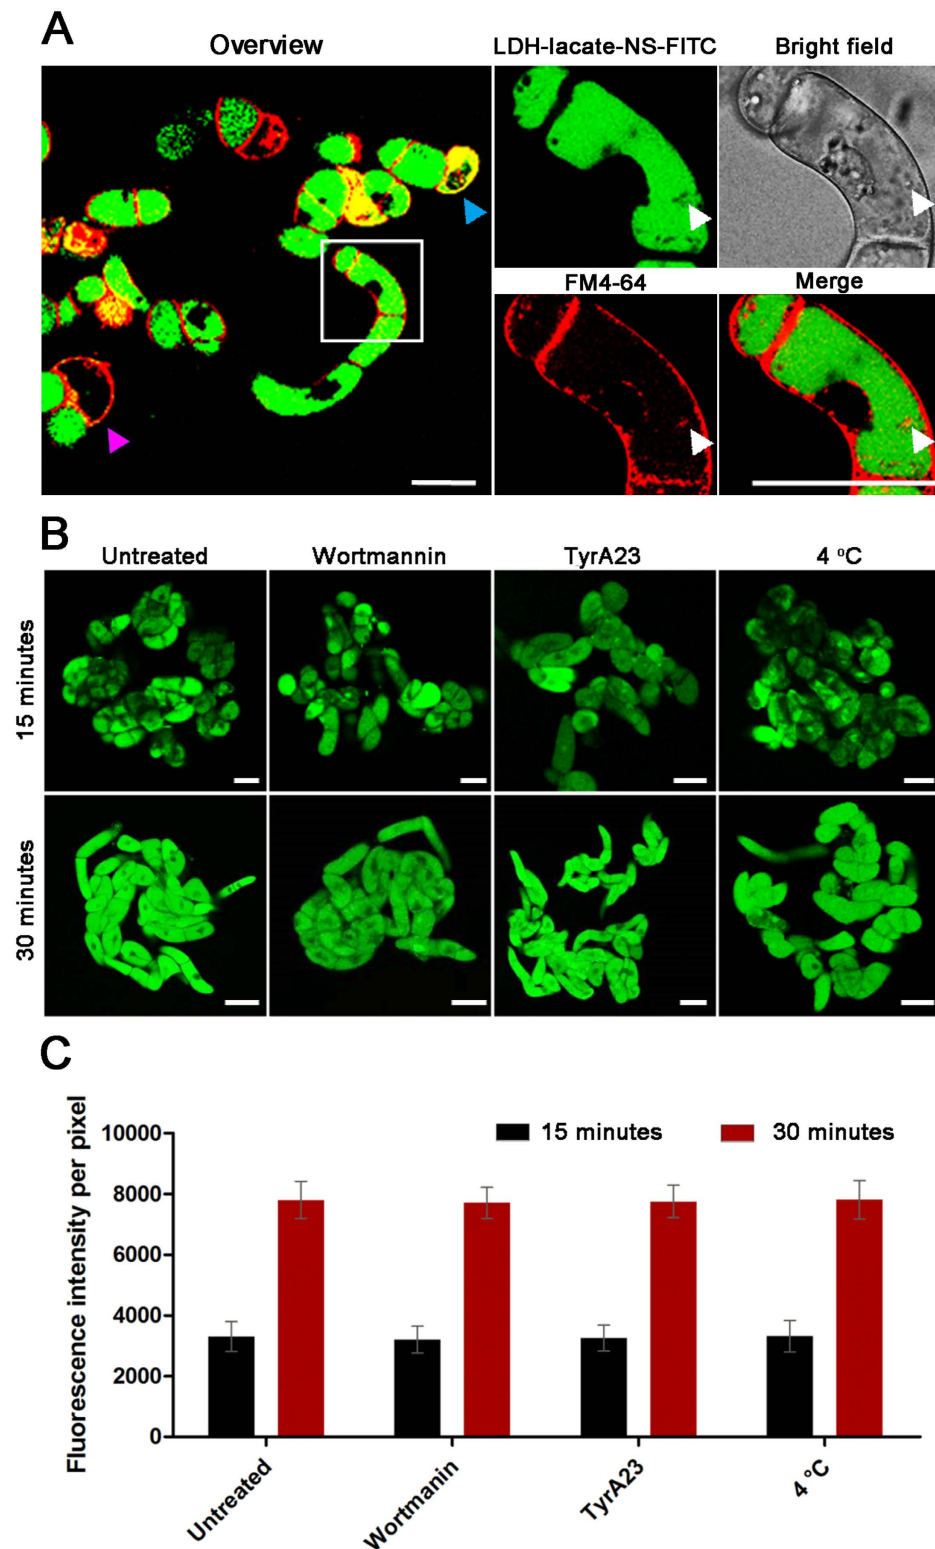 A
Overview
LDH-lacate-NS-FITC
Bright field
FM4-64
Merge
B
Untreated
Wortmannin
TyrA23
4 °C
15 minutes
30 minutes
C
15 minutes
30 minutes
Fluorescence intensity per pixel
10000
8000
6000
4000
2000
0
Untreated
Wortmanin
TyrA23
4 °C